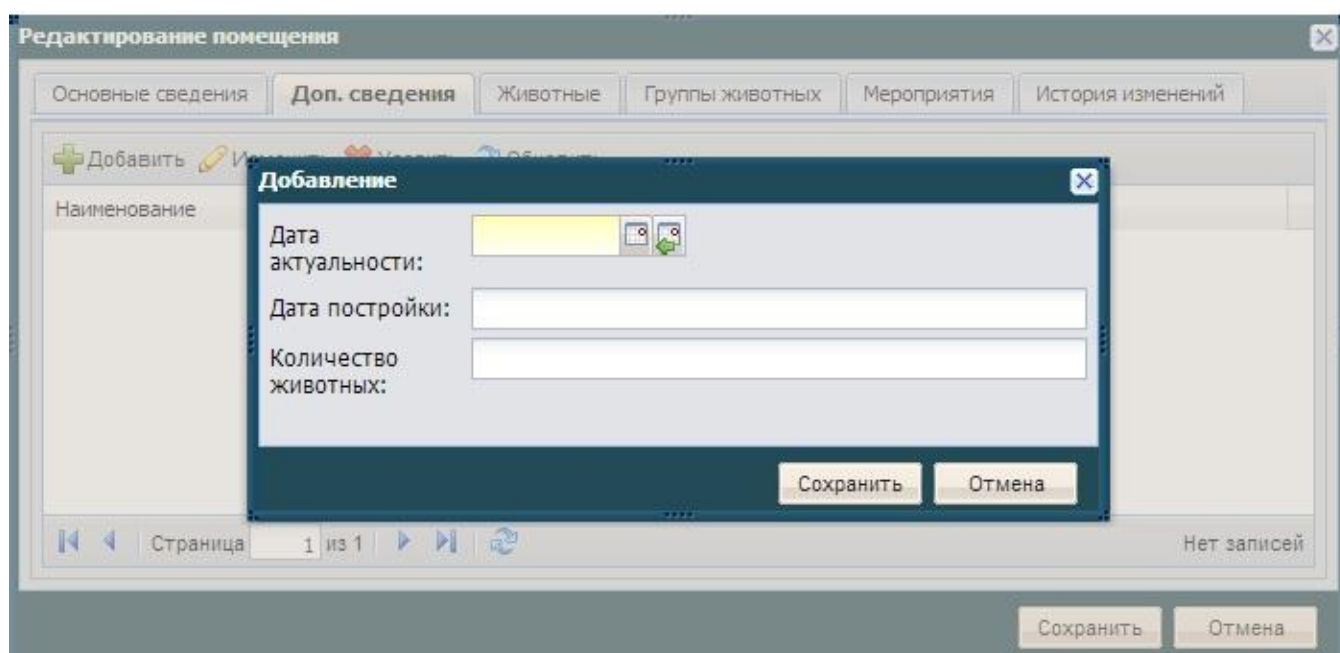 Редактирование помещения
Основные сведения Доп. сведения Животные Группы животных Мероприятия История изменений
Добавить
Добавление
Наименование
Дата
актуальности:
Дата постройки:
Количество
животных:
Сохранить Отмена
Страница 1 из 1 Нет записей
Сохранить Отмена